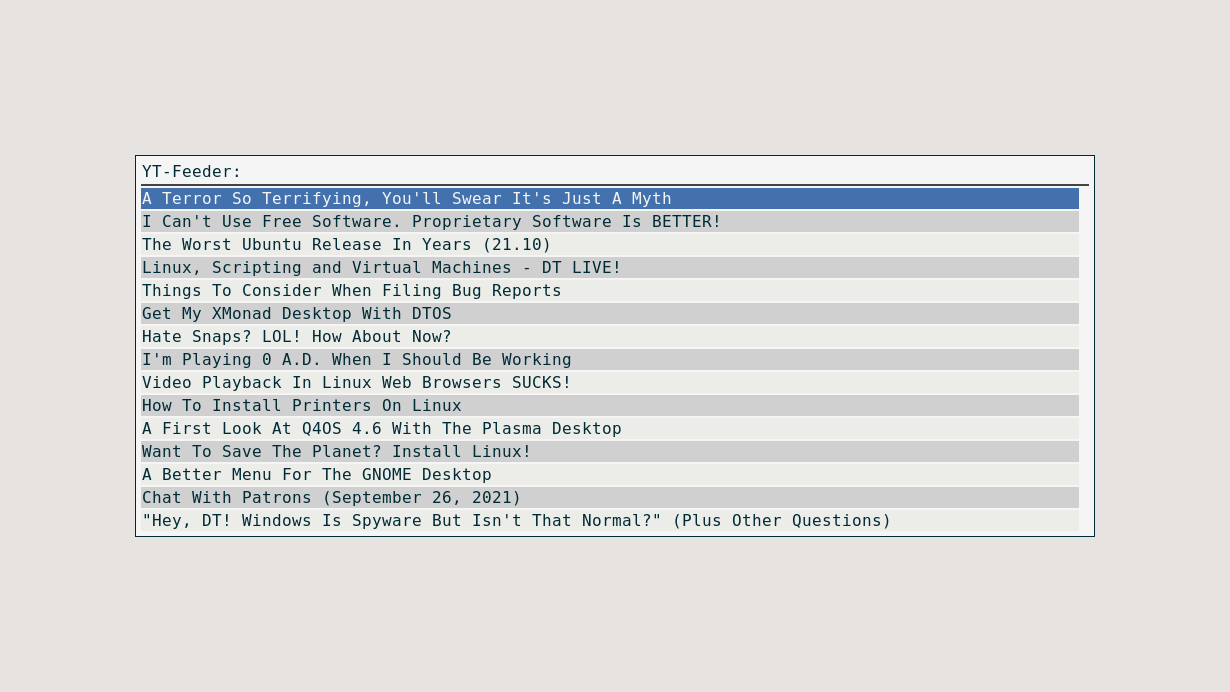 YT-Feeder:
A Terror So Terrifying, You'll Swear It's Just A Myth
I Can't Use Free Software. Proprietary Software Is BETTER!
The Worst Ubuntu Release In Years (21.10)
Linux, Scripting and Virtual Machines - DT LIVE!
Things To Consider When Filing Bug Reports
Get My XMonad Desktop With DTOS
Hate Snaps? LOL! How About Now?
I'm Playing 0 A.D. When I Should Be Working
Video Playback In Linux Web Browsers SUCKS!
How To Install Printers On Linux
A First Look At Q4OS 4.6 With The Plasma Desktop
Want To Save The Planet? Install Linux!
A Better Menu For The GNOME Desktop
Chat With Patrons (September 26, 2021)
"Hey, DT! Windows Is Spyware But Isn't That Normal?" (Plus Other Questions)